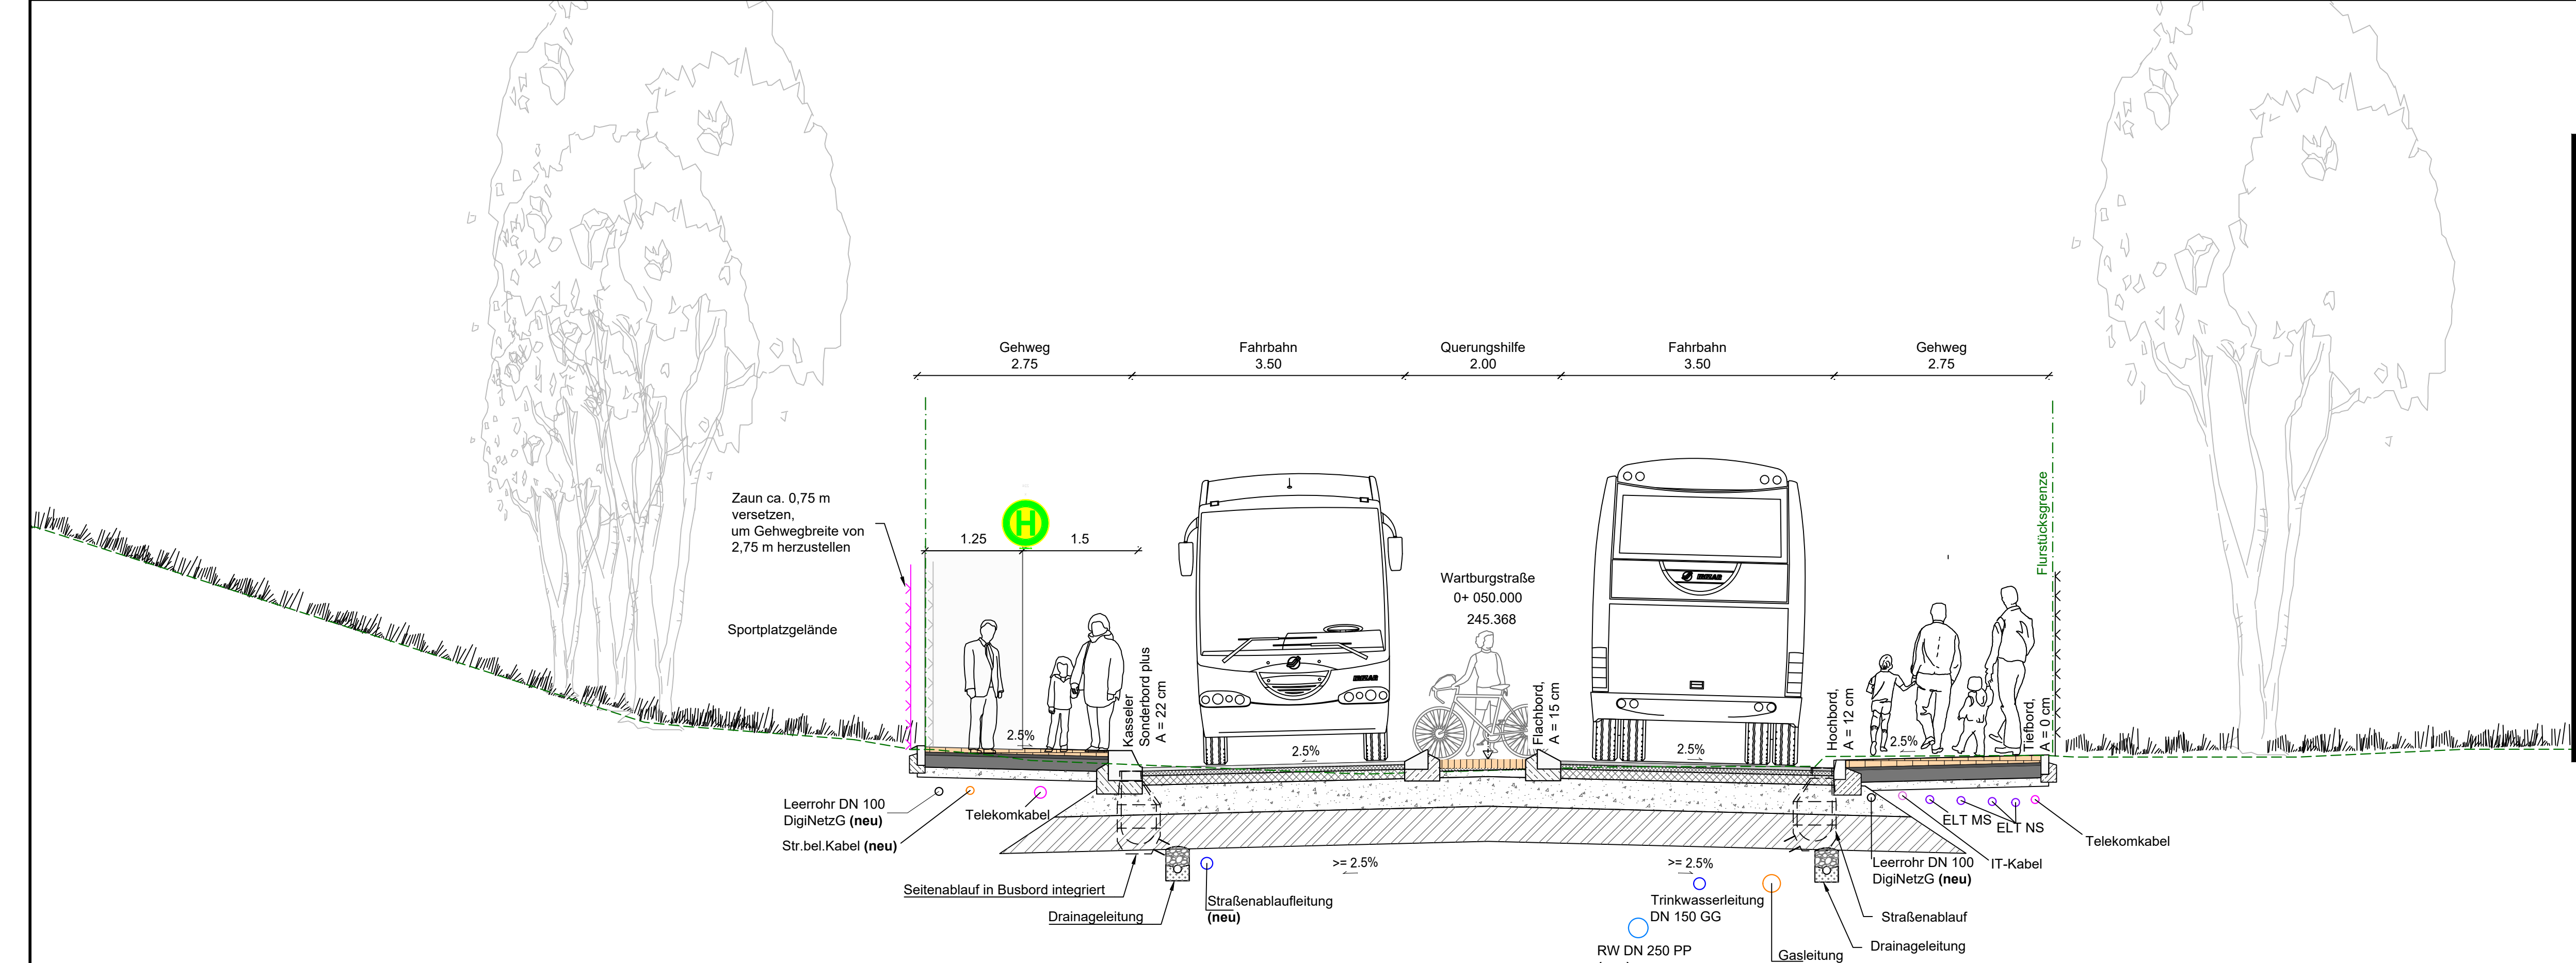 Gehweg
2.75
Fahrbahn
3.50
Querungshilfe
2.00
Fahrbahn
3.50
Gehweg
2.75
Zaun ca. 0,75 m
versetzen,
um Gehwegbreite von
2,75 m herzustellen
1.25
H
1.5
Flurstücksgrenze
Sportplatzgelände
Wartburgstraße
0+ 050.000
245.368
Kasseler
Sonderbord plus
A = 22 cm
Flachbord,
A = 15 cm
Hochbord,
A = 12 cm
Tiefbord,
A = 0 cm
2.5%
2.5%
2.5%
2.5%
Leerrohr DN 100
DigiNetzG (neu)
Str.bel.Kabel (neu)
Telekomkabel
Seitenablauf in Busbord integriert
Drainageleitung
Straßenablaufleitung
(neu)
>= 2.5%
>= 2.5%
Trinkwasserleitung
DN 150 GG
RW DN 250 PP
Gasleitung
ELT MS
ELT NS
Telekomkabel
IT-Kabel
Leerrohr DN 100
DigiNetzG (neu)
Straßenablauf
Drainageleitung